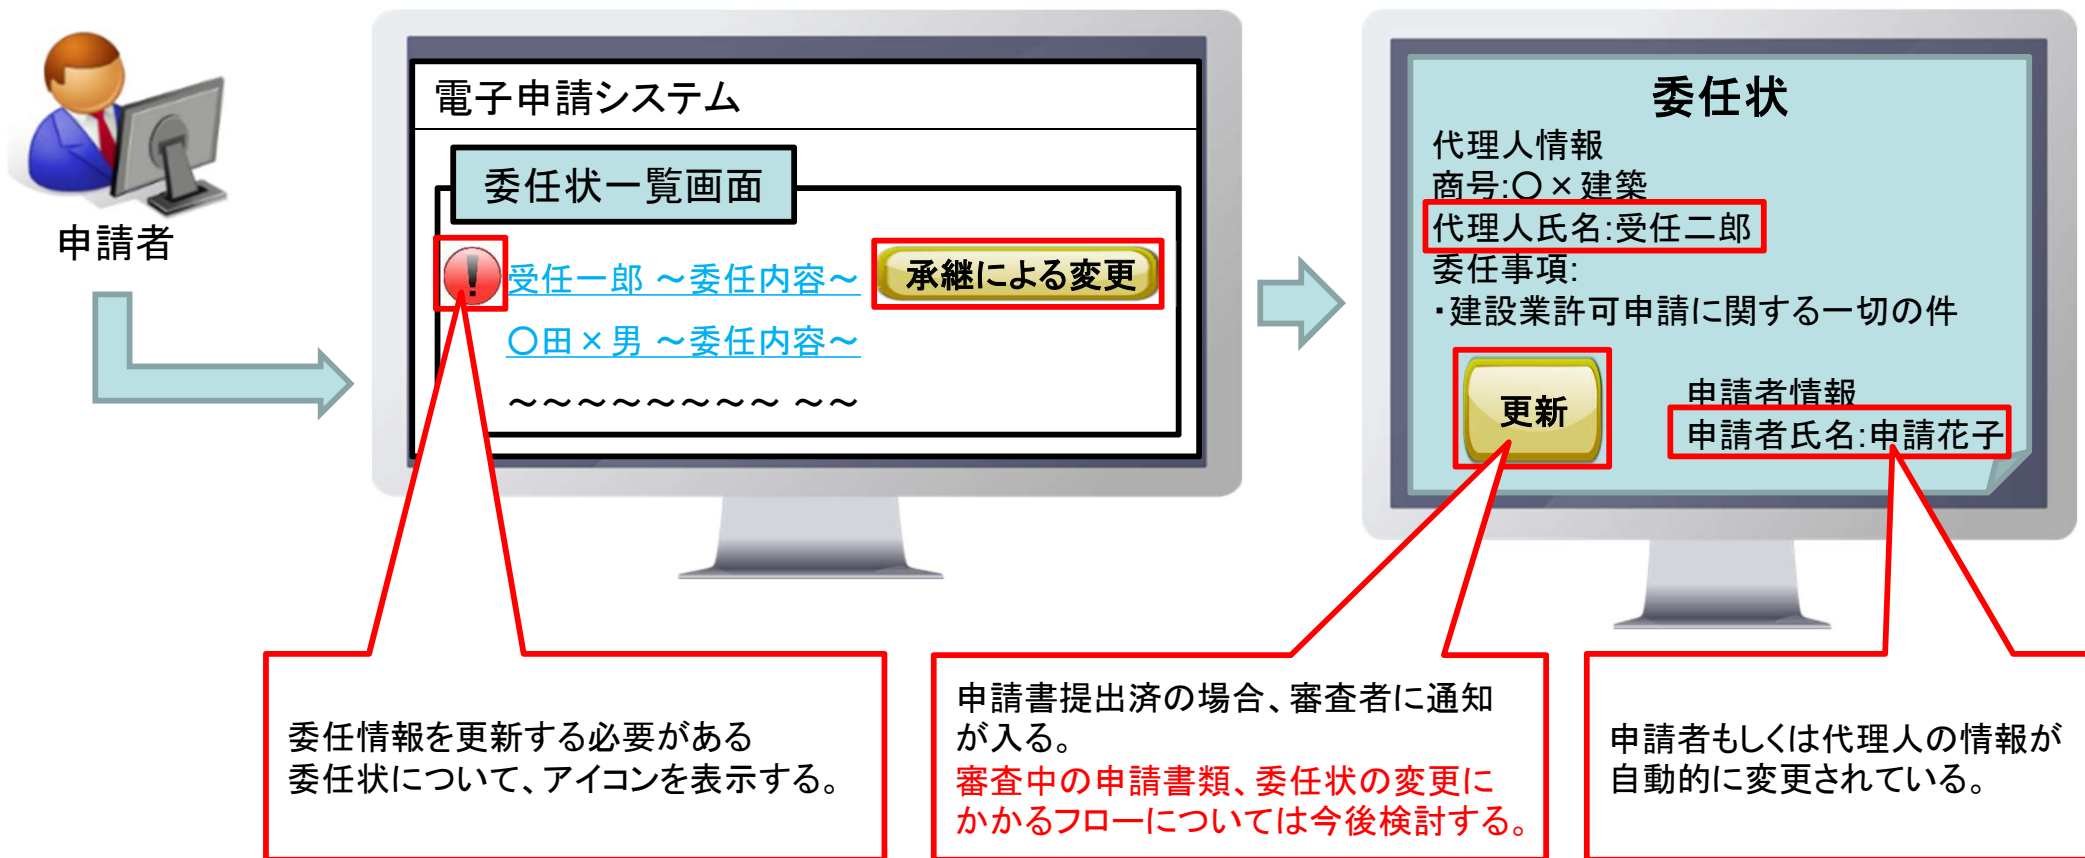 申請者
電子申請システム
委任状一覧画面
受任一郎 ～委任内容～
承継による変更
〇田×男 ～委任内容～
～～～～～～～～ ～～
委任状
代理人情報
商号:〇×建築
代理人氏名:受任二郎
委任事項:
・建設業許可申請に関する一切の件
更新
申請者情報
申請者氏名:申請花子
委任情報を更新する必要がある
委任状について、アイコンを表示する。
申請書提出済の場合、審査者に通知
が入る。
審査中の申請書類、委任状の変更に
かかるフローについては今後検討する。
申請者もしくは代理人の情報が
自動的に変更されている。